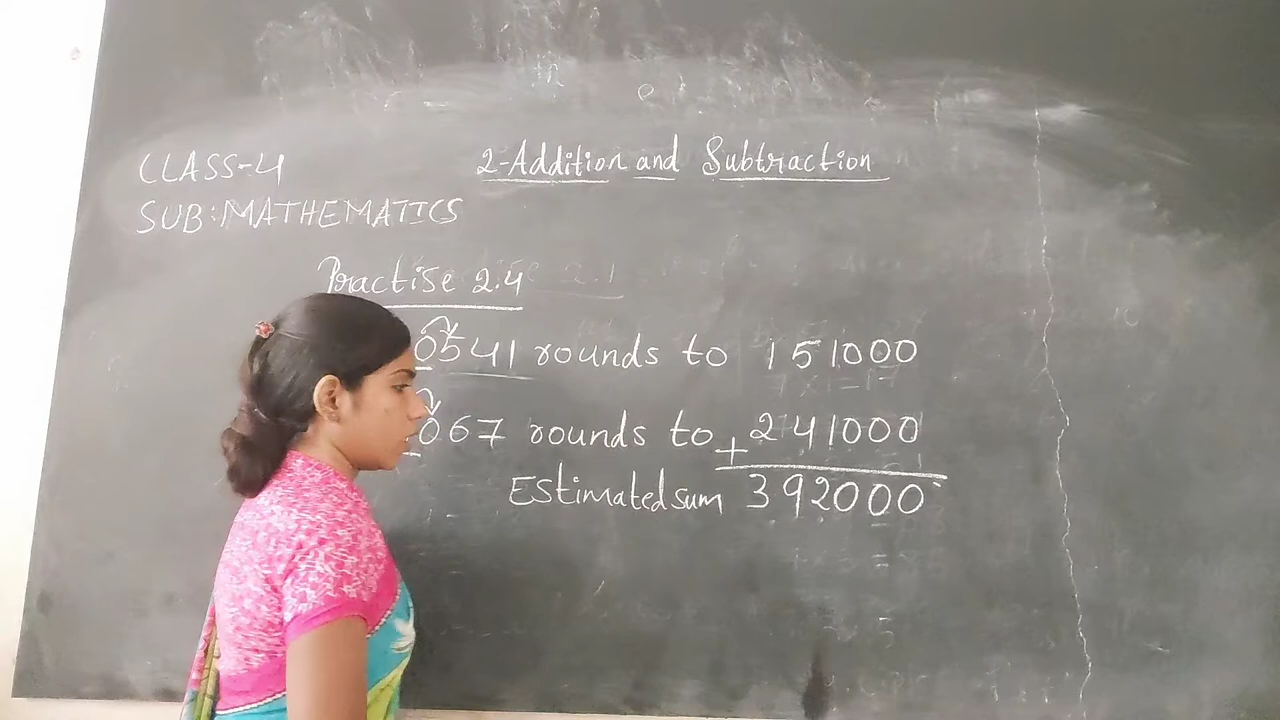 CLASS-4
2-Addition and Subtraction
SUB:MATHEMATICS
Practise 2.4
0541 rounds to 151000
067 rounds to +241000
Estimated sum 392000